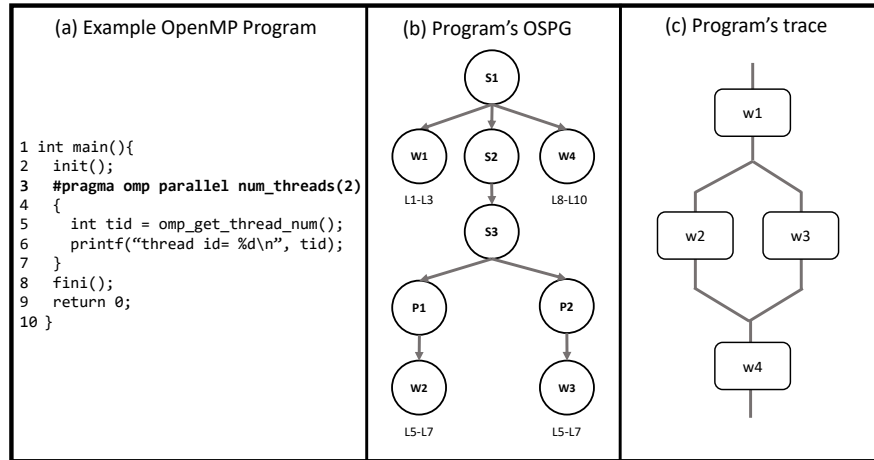 (a) Example OpenMP Program
1 int main(){
2 init();
3 #pragma omp parallel num_threads(2)
4 {
5 int tid = omp_get_thread_num();
6 printf(“thread id= %d\n”, tid);
7 }
8 fini();
9 return 0;
10 }
(b) Program’s OSPG
S1
W1 S2 W4
L1-L3 L8-L10
S3
P1 P2
W2 W3
L5-L7 L5-L7
(c) Program’s trace
w1
w2 w3
w4